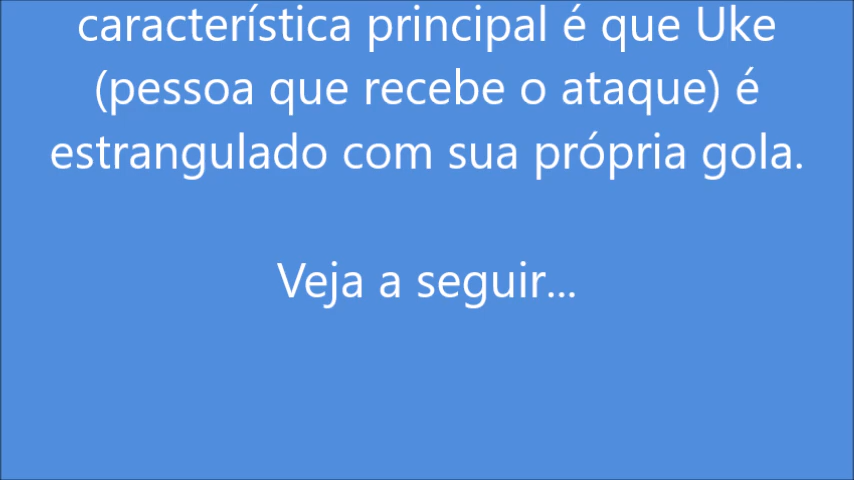 característica principal é que Uke
(pessoa que recebe o ataque) é
estrangulado com sua própria gola.
Veja a seguir...